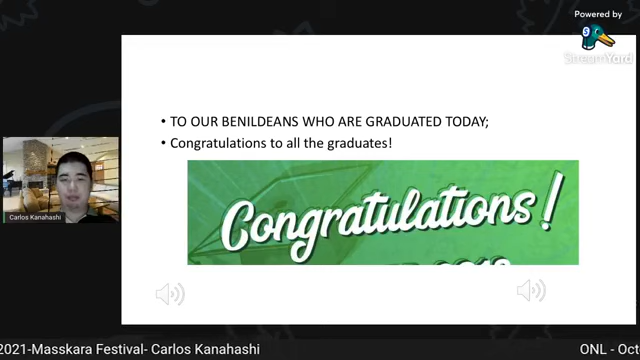 Powered by
StreamYard
• TO OUR BENILDEANS WHO ARE GRADUATED TODAY;
• Congratulations to all the graduates!
Congratulations!
Carlos Kanahashi
2021-Masskara Festival- Carlos Kanahashi
ONL - Oct